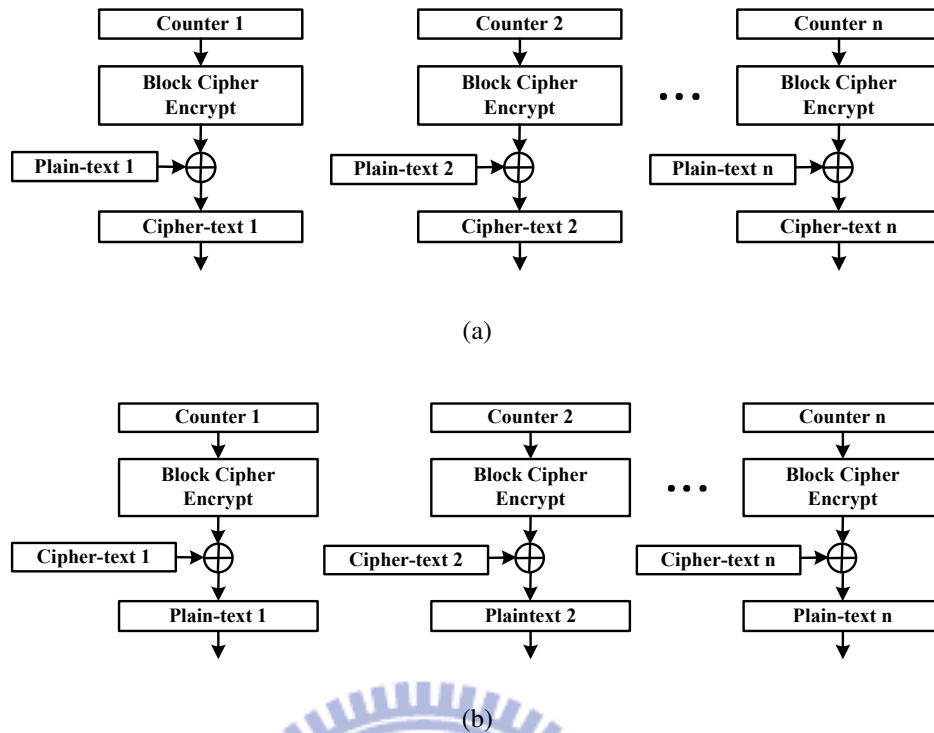 Counter 1
Counter 2
Counter n
Block Cipher
Encrypt
Block Cipher
Encrypt
Block Cipher
Encrypt
Plain-text 1
Plain-text 2
Plain-text n
Cipher-text 1
Cipher-text 2
Cipher-text n
(a)
Counter 1
Counter 2
Counter n
Block Cipher
Encrypt
Block Cipher
Encrypt
Block Cipher
Encrypt
Cipher-text 1
Cipher-text 2
Cipher-text n
Plain-text 1
Plaintext 2
Plain-text n
(b)